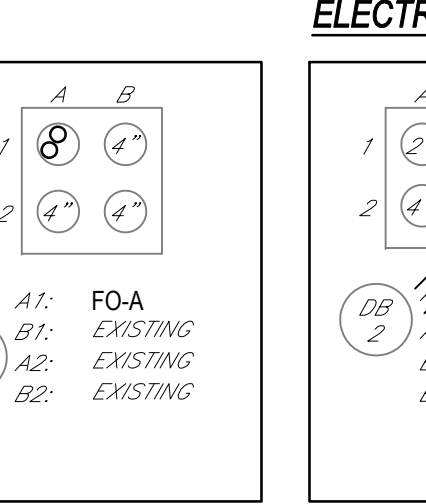 ELECTR
A B
1 4"
2 4" 4"
A1: FO-A
B1: EXISTING
A2: EXISTING
B2: EXISTING
A
1 2
2 4
DB
2